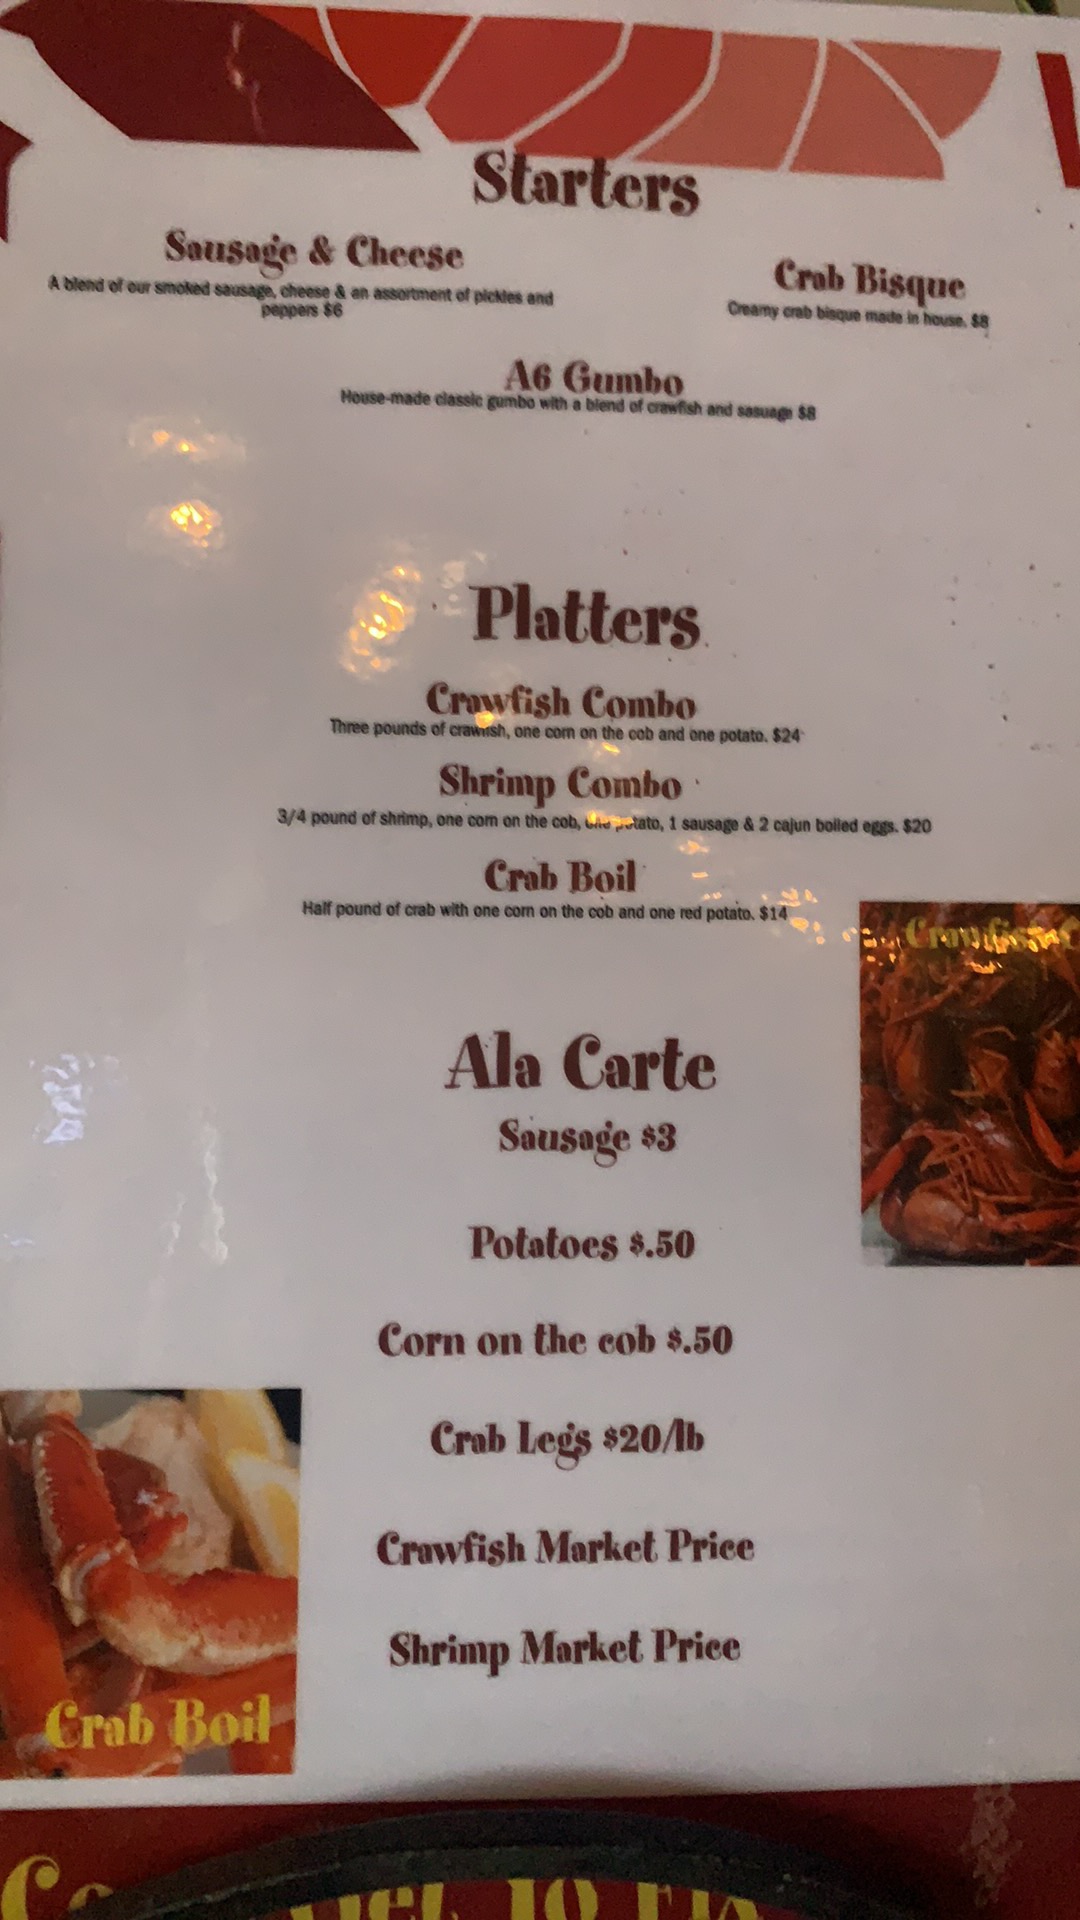 Starters
Sausage & Cheese
A blend of our smoked sausage, cheese & an assortment of pickles and
peppers $6
Crab Bisque
Creamy crab bisque made in house. $8
A6 Gumbo
House-made classic gumbo with a blend of crawfish and sasuage $8
Platters
Crawfish Combo
Three pounds of crawfish, one corn on the cob and one potato. $24
Shrimp Combo
3/4 pound of shrimp, one corn on the cob, one potato, 1 sausage & 2 cajun boiled eggs. $20
Crab Boil
Half pound of crab with one corn on the cob and one red potato. $14
Crawfish
Ala Carte
Sausage $3
Potatoes $.50
Corn on the cob $.50
Crab Legs $20/lb
Crawfish Market Price
Shrimp Market Price
Crab Boil